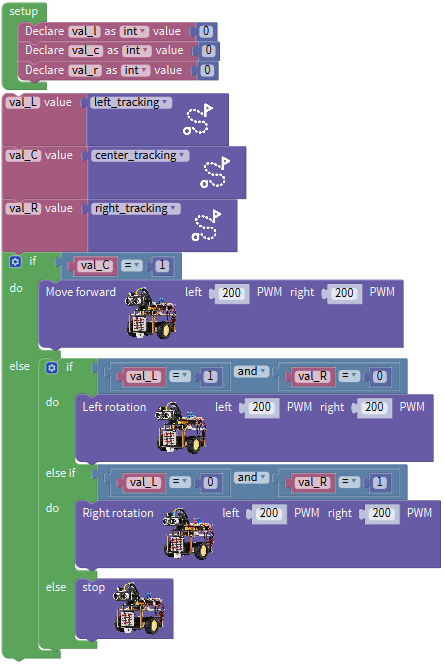 setup
Declare val_l as int value 0
Declare val_c as int value 0
Declare val_r as int value 0
val_L value left_tracking
val_C value center_tracking
val_R value right_tracking
if val_C = 1
do Move forward left 200 PWM right 200 PWM
else if val_L = 1 and val_R = 0
do Left rotation left 200 PWM right 200 PWM
else if val_L = 0 and val_R = 1
do Right rotation left 200 PWM right 200 PWM
else stop